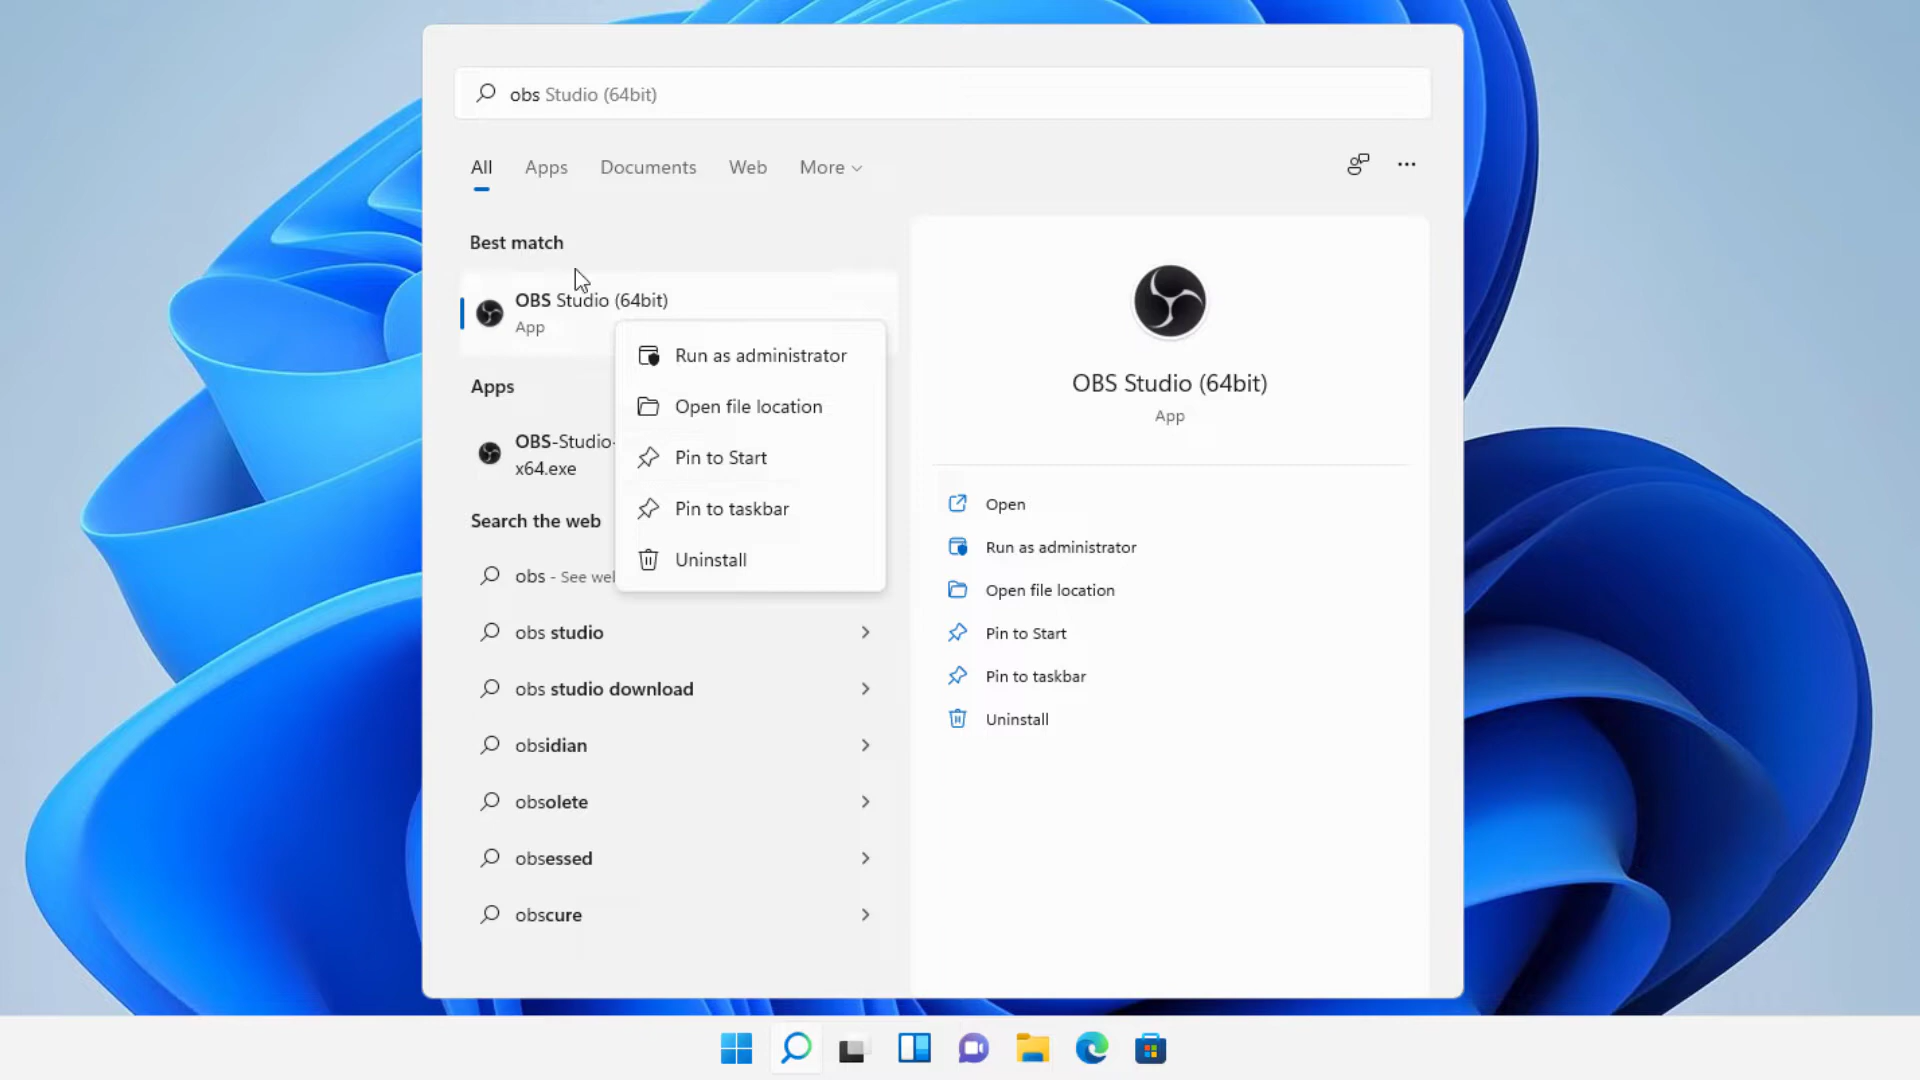 obs Studio (64bit)
All Apps Documents Web More
Best match
OBS Studio (64bit)
App
Run as administrator
Open file location
Pin to Start
Pin to taskbar
Uninstall
Apps
OBS-Studio-
x64.exe
Search the web
obs - See wel
obs studio
obs studio download
obsidian
obsolete
obsessed
obscure
OBS Studio (64bit)
App
Open
Run as administrator
Open file location
Pin to Start
Pin to taskbar
Uninstall